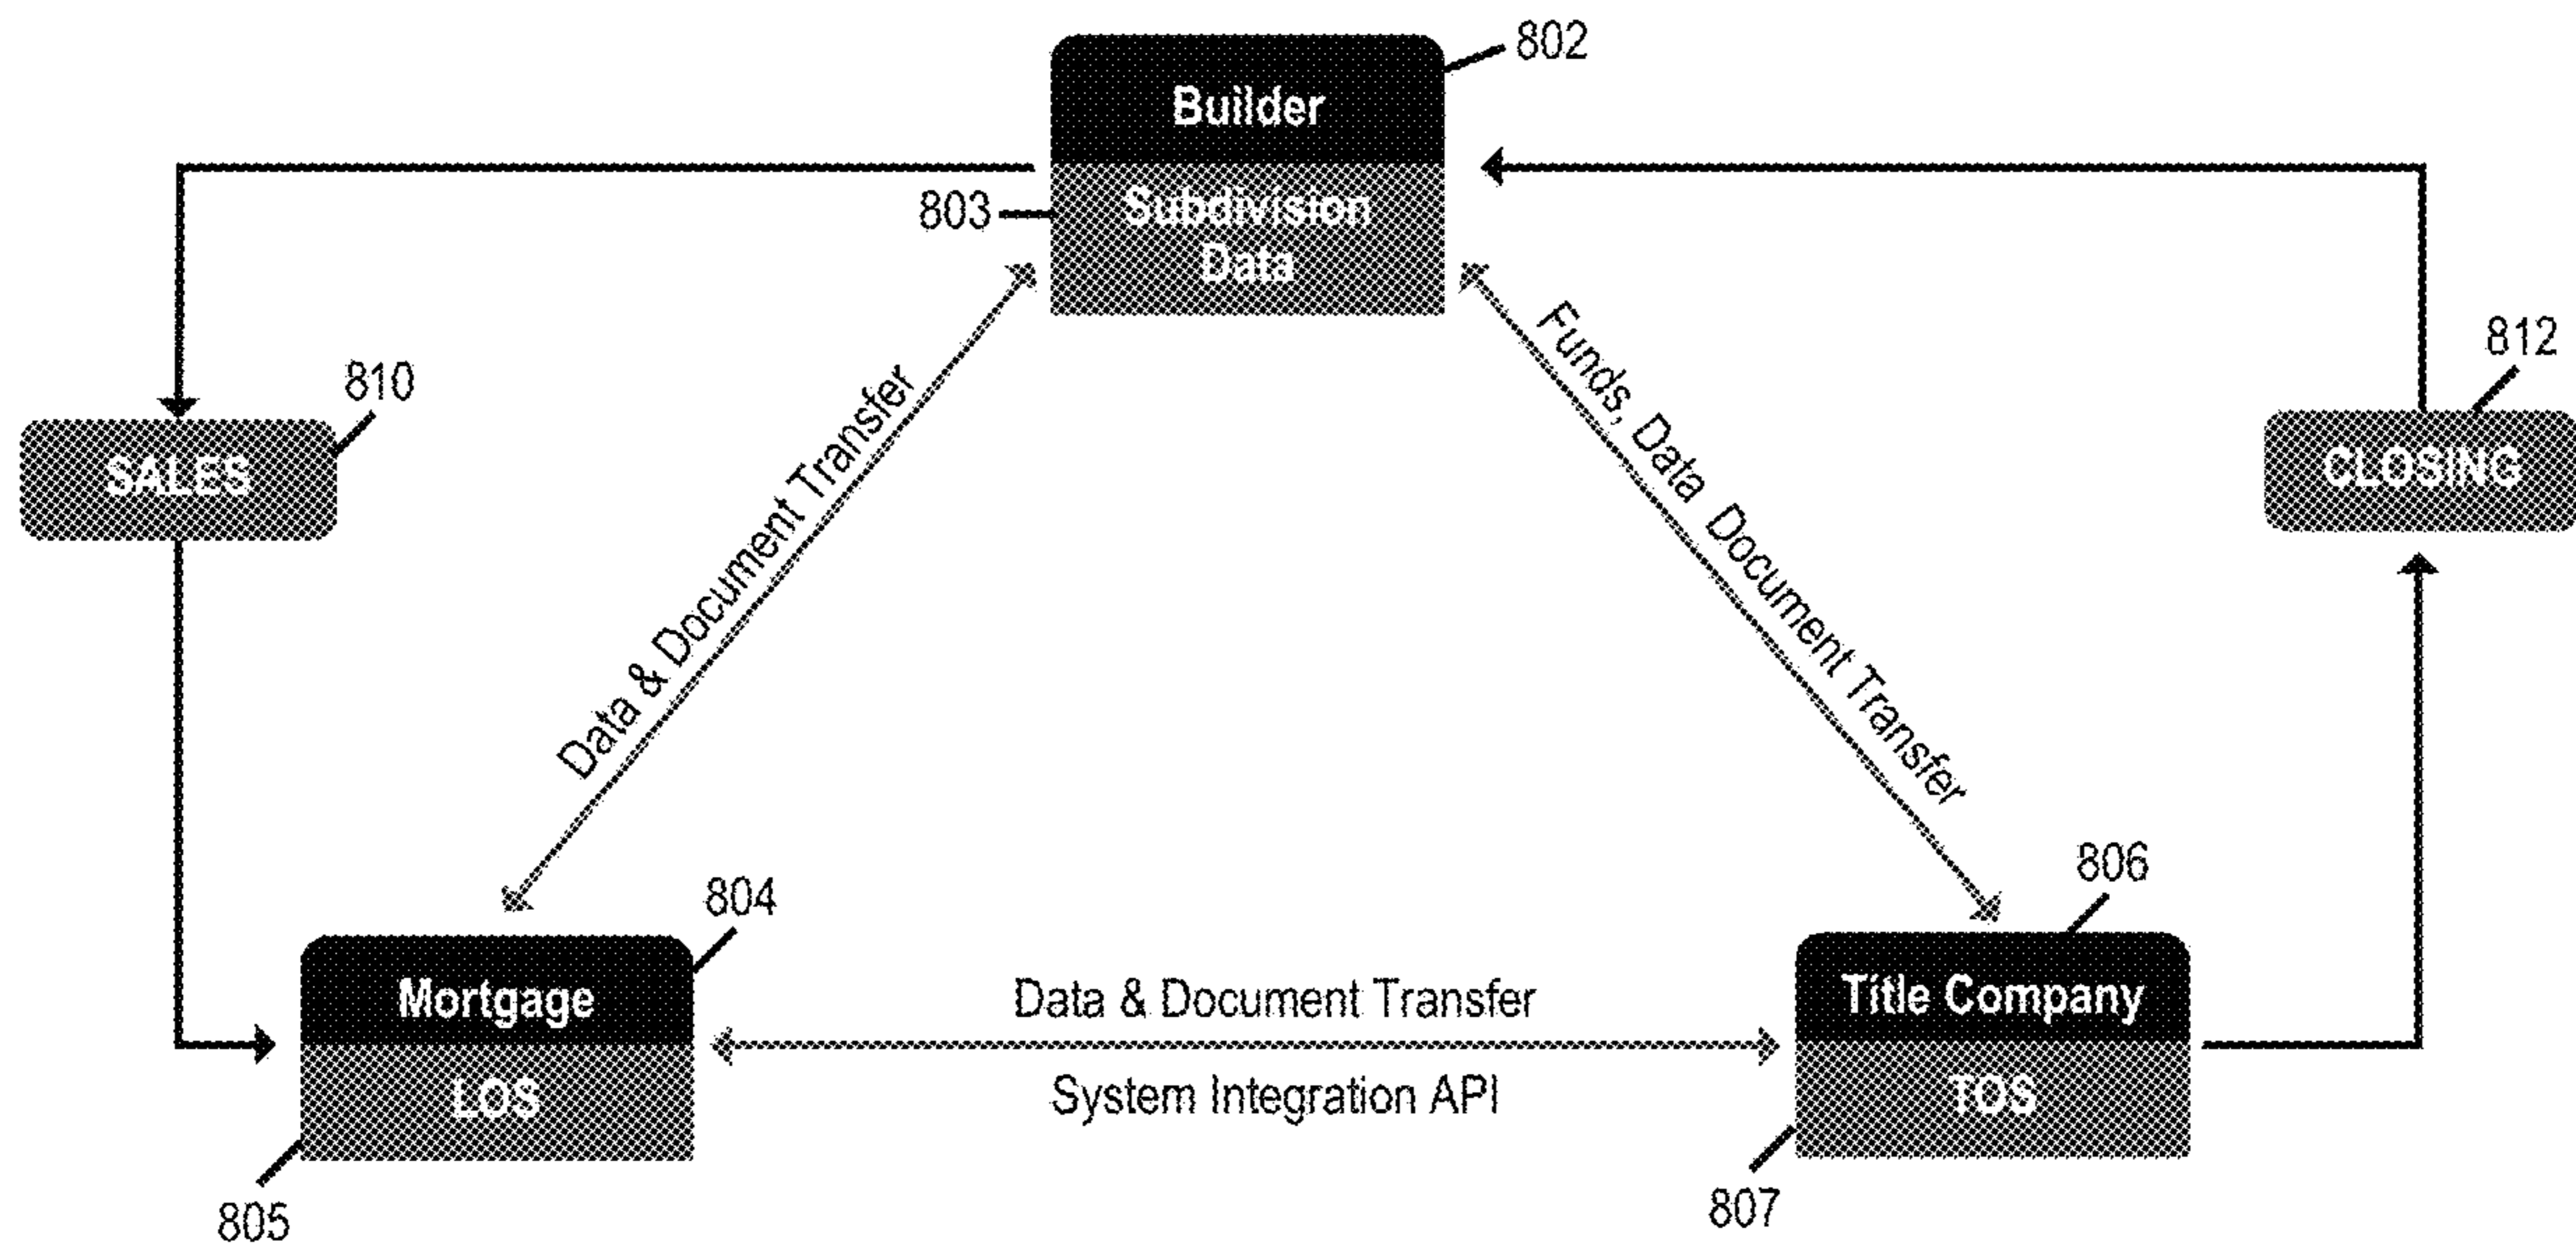 802
Builder
803
Subdivision
Data
810
SALES
812
CLOSING
Data & Document Transfer
Funds, Data Document Transfer
804
Mortgage
LOS
805
Data & Document Transfer
System Integration API
806
Title Company
TOS
807